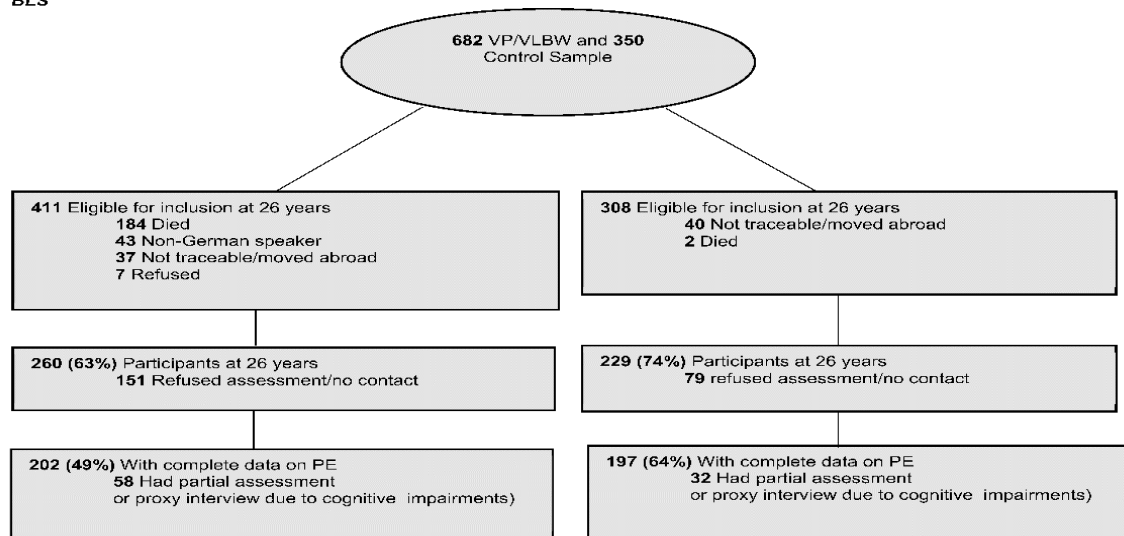 BLS
682 VP/VLBW and 350
Control Sample
411 Eligible for inclusion at 26 years
184 Died
43 Non-German speaker
37 Not traceable/moved abroad
7 Refused
308 Eligible for inclusion at 26 years
40 Not traceable/moved abroad
2 Died
260 (63%) Participants at 26 years
151 Refused assessment/no contact
229 (74%) Participants at 26 years
79 refused assessment/no contact
202 (49%) With complete data on PE
58 Had partial assessment
or proxy interview due to cognitive impairments)
197 (64%) With complete data on PE
32 Had partial assessment
or proxy interview due to cognitive impairments)